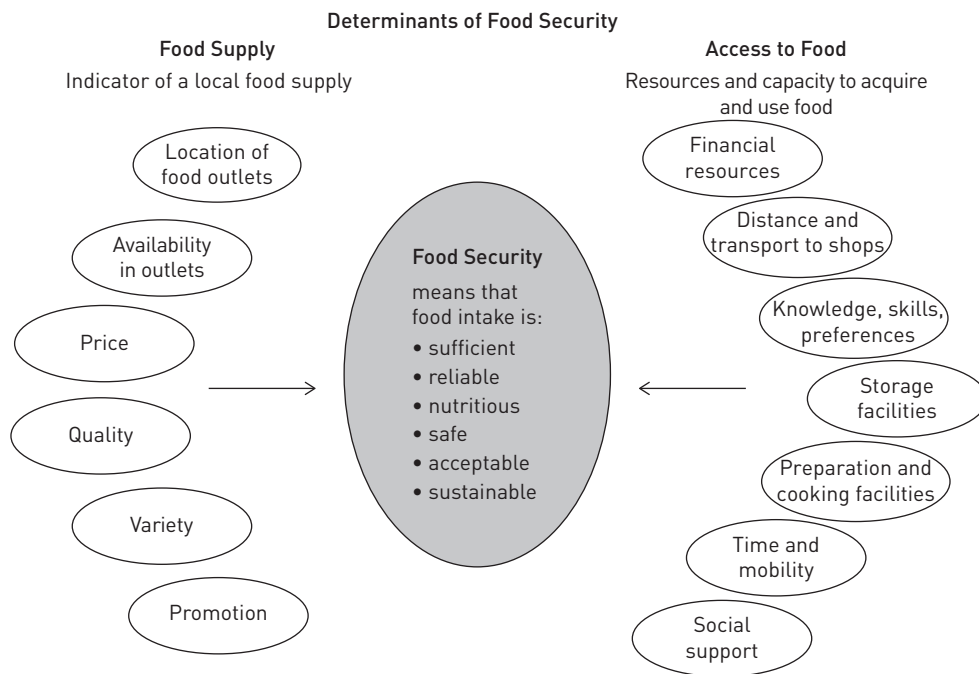 Determinants of Food Security
Food Supply
Indicator of a local food supply
Location of
food outlets
Availability
in outlets
Price
Quality
Variety
Promotion
Food Security
means that
food intake is:
• sufficient
• reliable
• nutritious
• safe
• acceptable
• sustainable
Access to Food
Resources and capacity to acquire
and use food
Financial
resources
Distance and
transport to shops
Knowledge, skills,
preferences
Storage
facilities
Preparation and
cooking facilities
Time and
mobility
Social
support